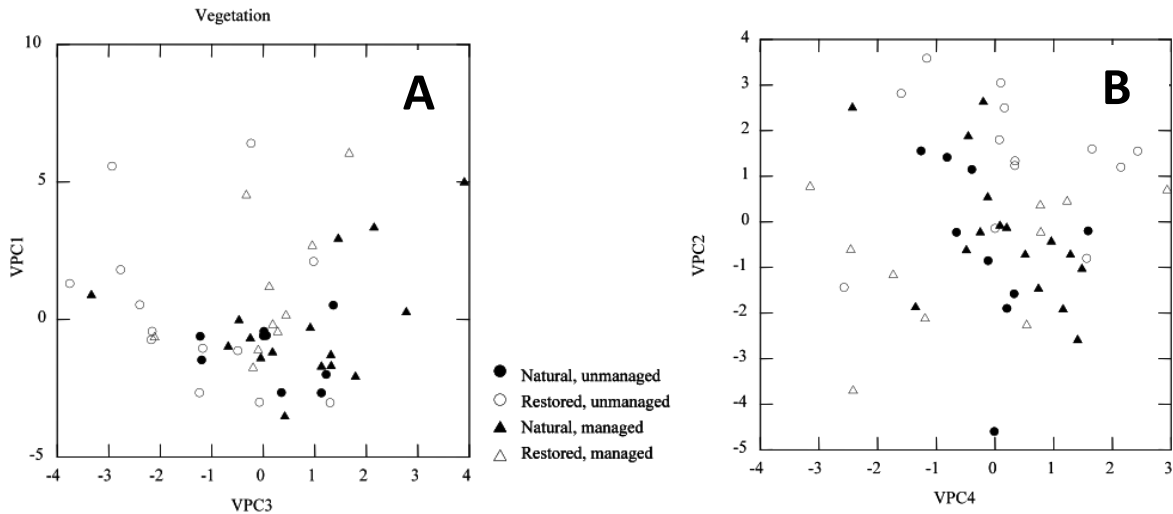 Vegetation
A
10
5
0
-5
VPC1
-4 -3 -2 -1 0 1 2 3 4
VPC3
Natural, unmanaged
Restored, unmanaged
Natural, managed
Restored, managed
B
4
3
2
1
0
-1
-2
-3
-4
-5
VPC2
-4 -3 -2 -1 0 1 2 3
VPC4